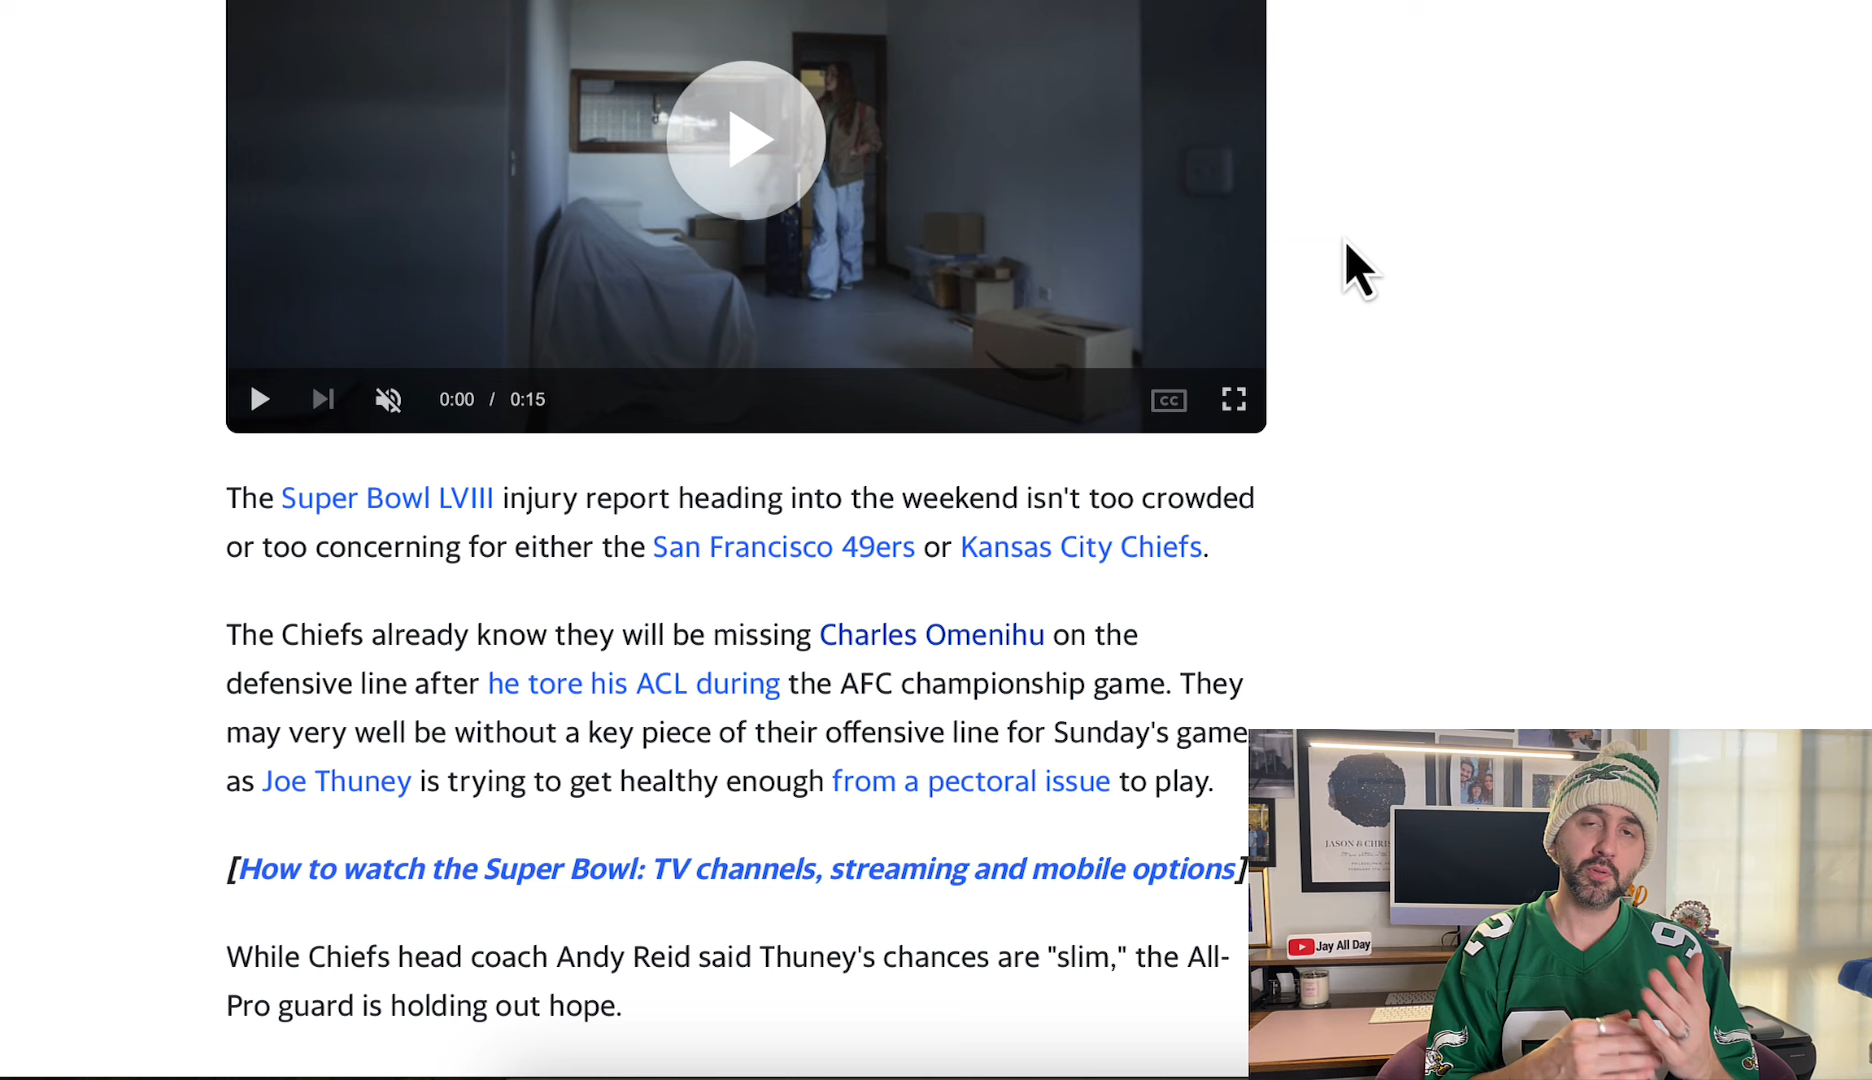 0:00 / 0:15
CC
The Super Bowl LVIII injury report heading into the weekend isn't too crowded
or too concerning for either the San Francisco 49ers or Kansas City Chiefs.
The Chiefs already know they will be missing Charles Omenihu on the
defensive line after he tore his ACL during the AFC championship game. They
may very well be without a key piece of their offensive line for Sunday's game
as Joe Thuney is trying to get healthy enough from a pectoral issue to play.
[How to watch the Super Bowl: TV channels, streaming and mobile options]
While Chiefs head coach Andy Reid said Thuney's chances are "slim," the All-
Pro guard is holding out hope.
JASON & CHRIS
Jay All Day
2
9